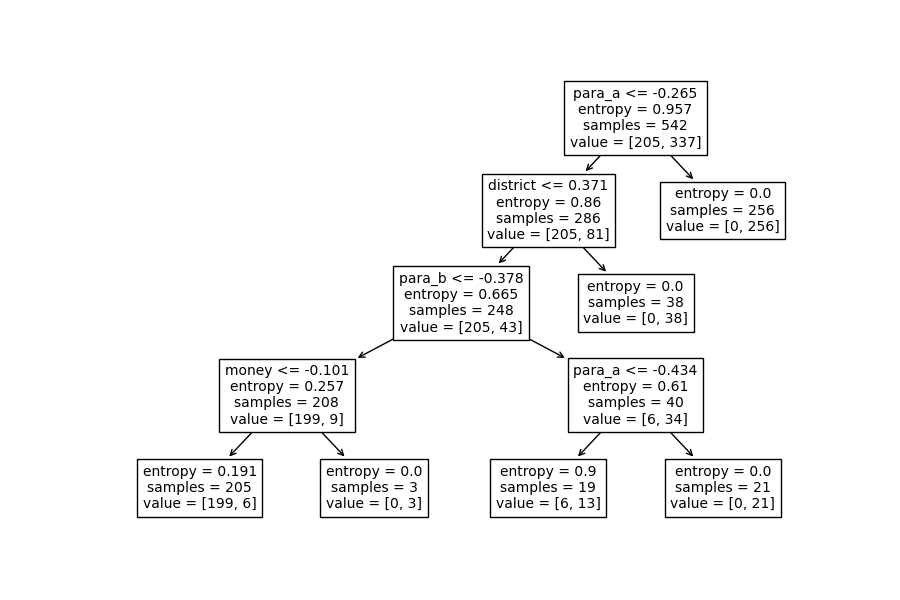 para_a <= -0.265
entropy = 0.957
samples = 542
value = [205, 337]
district <= 0.371
entropy = 0.86
samples = 286
value = [205, 81]
entropy = 0.0
samples = 256
value = [0, 256]
para_b <= -0.378
entropy = 0.665
samples = 248
value = [205, 43]
entropy = 0.0
samples = 38
value = [0, 38]
money <= -0.101
entropy = 0.257
samples = 208
value = [199, 9]
para_a <= -0.434
entropy = 0.61
samples = 40
value = [6, 34]
entropy = 0.191
samples = 205
value = [199, 6]
entropy = 0.0
samples = 3
value = [0, 3]
entropy = 0.9
samples = 19
value = [6, 13]
entropy = 0.0
samples = 21
value = [0, 21]